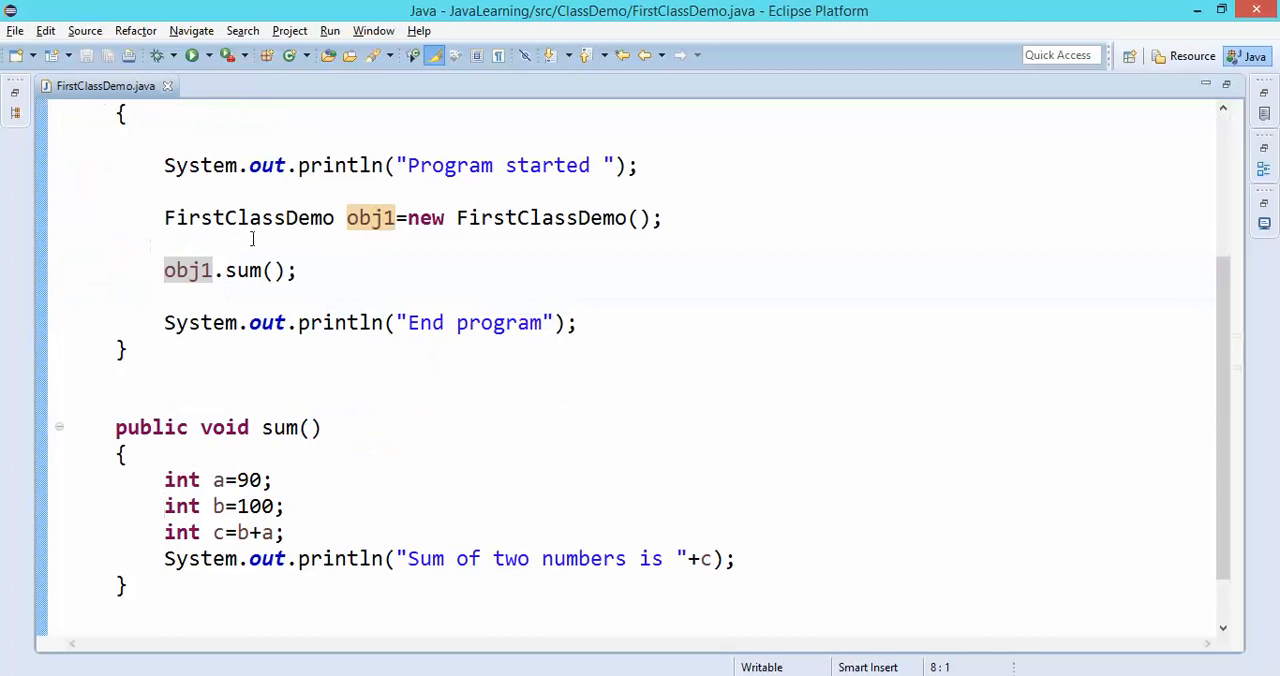 Java - JavaLearning/src/ClassDemo/FirstClassDemo.java - Eclipse Platform
File Edit Source Refactor Navigate Search Project Run Window Help
Quick Access Resource Java
FirstClassDemo.java
{
System.out.println("Program started ");
FirstClassDemo obj1=new FirstClassDemo();
obj1.sum();
System.out.println("End program");
}
public void sum()
{
int a=90;
int b=100;
int c=b+a;
System.out.println("Sum of two numbers is "+c);
}
Writable Smart Insert 8 : 1